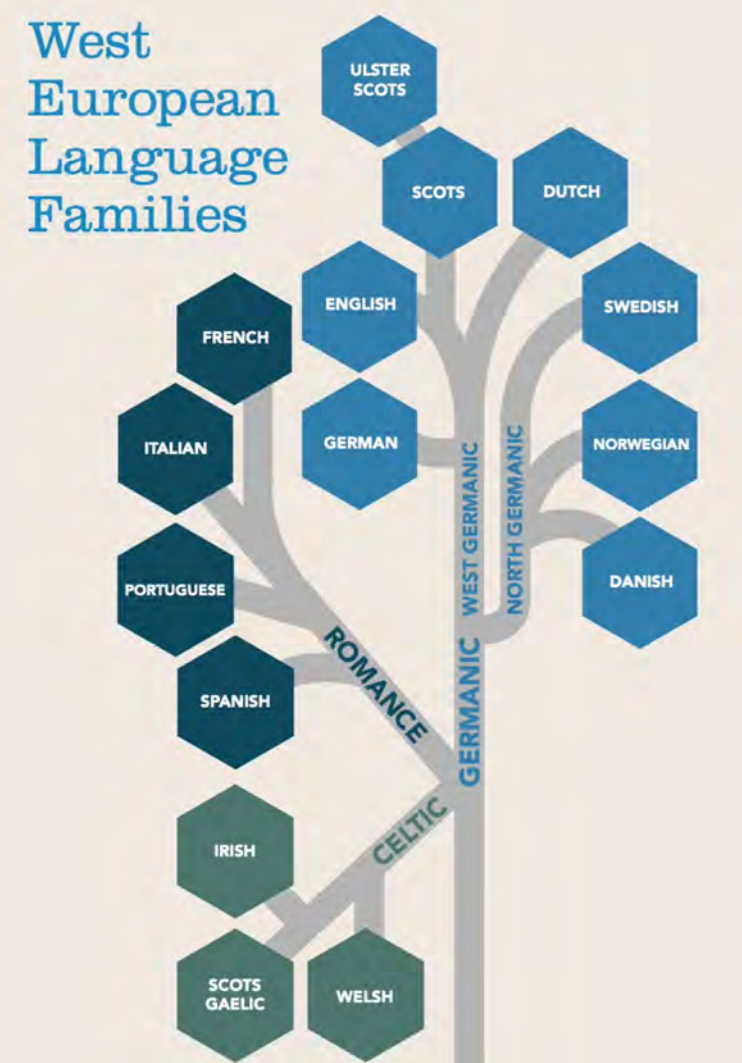 West
European
Language
Families
ULSTER
SCOTS
SCOTS
DUTCH
ENGLISH
SWEDISH
FRENCH
GERMAN
NORWEGIAN
ITALIAN
WEST GERMANIC
NORTH GERMANIC
DANISH
PORTUGUESE
ROMANCE
GERMANIC
SPANISH
CELTIC
IRISH
SCOTS
GAELIC
WELSH